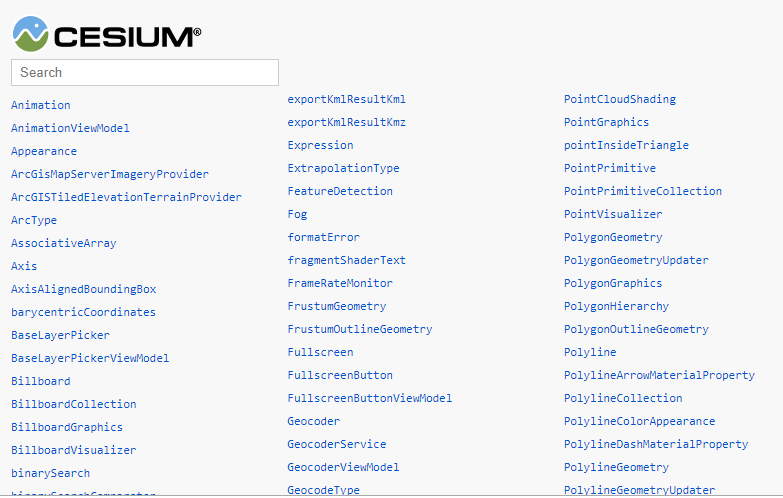 CESIUM®
Search
Animation
AnimationViewModel
Appearance
ArcGisMapServerImageryProvider
ArcGISTiledElevationTerrainProvider
ArcType
AssociativeArray
Axis
AxisAlignedBoundingBox
barycentricCoordinates
BaseLayerPicker
BaseLayerPickerViewModel
Billboard
BillboardCollection
BillboardGraphics
BillboardVisualizer
binarySearch
binarySearchComparator
exportKmlResultKml
exportKmlResultKmz
Expression
ExtrapolationType
FeatureDetection
Fog
formatError
fragmentShaderText
FrameRateMonitor
FrustumGeometry
FrustumOutlineGeometry
Fullscreen
FullscreenButton
FullscreenButtonViewModel
Geocoder
GeocoderService
GeocoderViewModel
GeocodeType
PointCloudShading
PointGraphics
pointInsideTriangle
PointPrimitive
PointPrimitiveCollection
PointVisualizer
PolygonGeometry
PolygonGeometryUpdater
PolygonGraphics
PolygonHierarchy
PolygonOutlineGeometry
Polyline
PolylineArrowMaterialProperty
PolylineCollection
PolylineColorAppearance
PolylineDashMaterialProperty
PolylineGeometry
PolylineGeometryUpdater